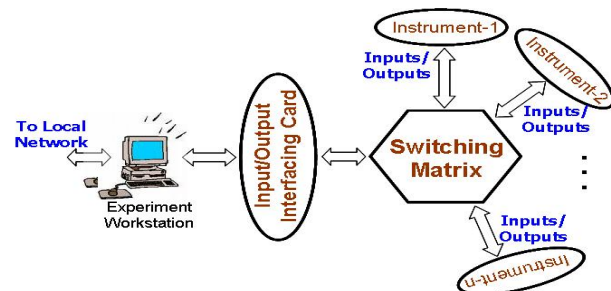 Instrument-1
Inputs/
Outputs
Instrument-2
Inputs/
Outputs
To Local
Network
Experiment
Workstation
Input/Output
Interfacing Card
Switching
Matrix
Inputs/
Outputs
Instrument-n